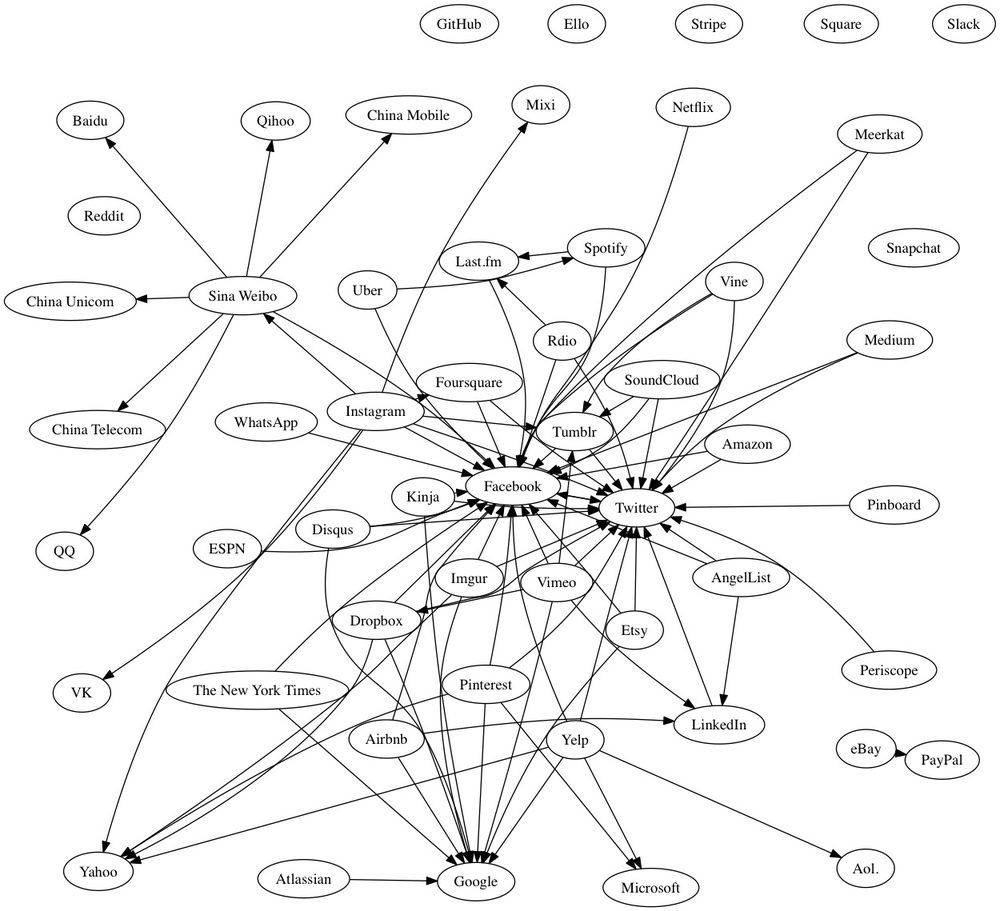 GitHub
Ello
Stripe
Square
Slack
Baidu
Qihoo
China Mobile
Mixi
Netflix
Meerkat
Reddit
Snapchat
Last.fm
Spotify
Uber
Vine
China Unicom
Sina Weibo
Rdio
Medium
Foursquare
SoundCloud
Instagram
WhatsApp
China Telecom
Tumblr
Amazon
Facebook
Kinja
Twitter
Pinboard
Disqus
ESPN
QQ
Imgur
Vimeo
AngelList
Dropbox
Etsy
Periscope
VK
The New York Times
Pinterest
LinkedIn
Airbnb
Yelp
eBay
PayPal
Yahoo
Atlassian
Google
Microsoft
Aol.